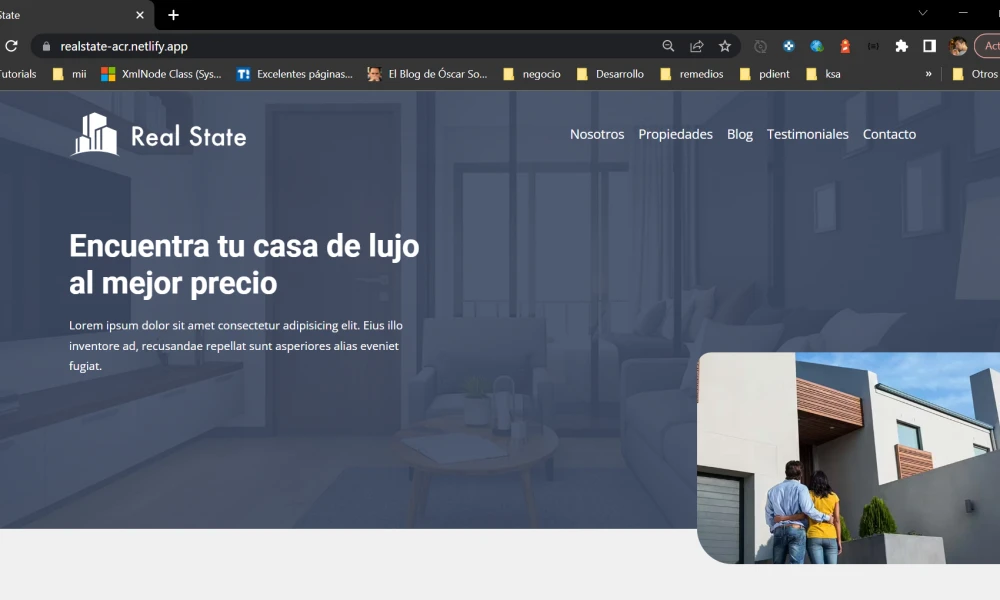 State
realstate-acr.netlify.app
Act
Tutorials
mii
XmlNode Class (Sys...
Excelentes páginas...
El Blog de Óscar So...
negocio
Desarrollo
remedios
pdient
ksa
»
Otros
Real State
Nosotros Propiedades Blog Testimoniales Contacto
Encuentra tu casa de lujo
al mejor precio
Lorem ipsum dolor sit amet consectetur adipisicing elit. Eius illo
inventore ad, recusandae repellat sunt asperiores alias eveniet
fugiat.